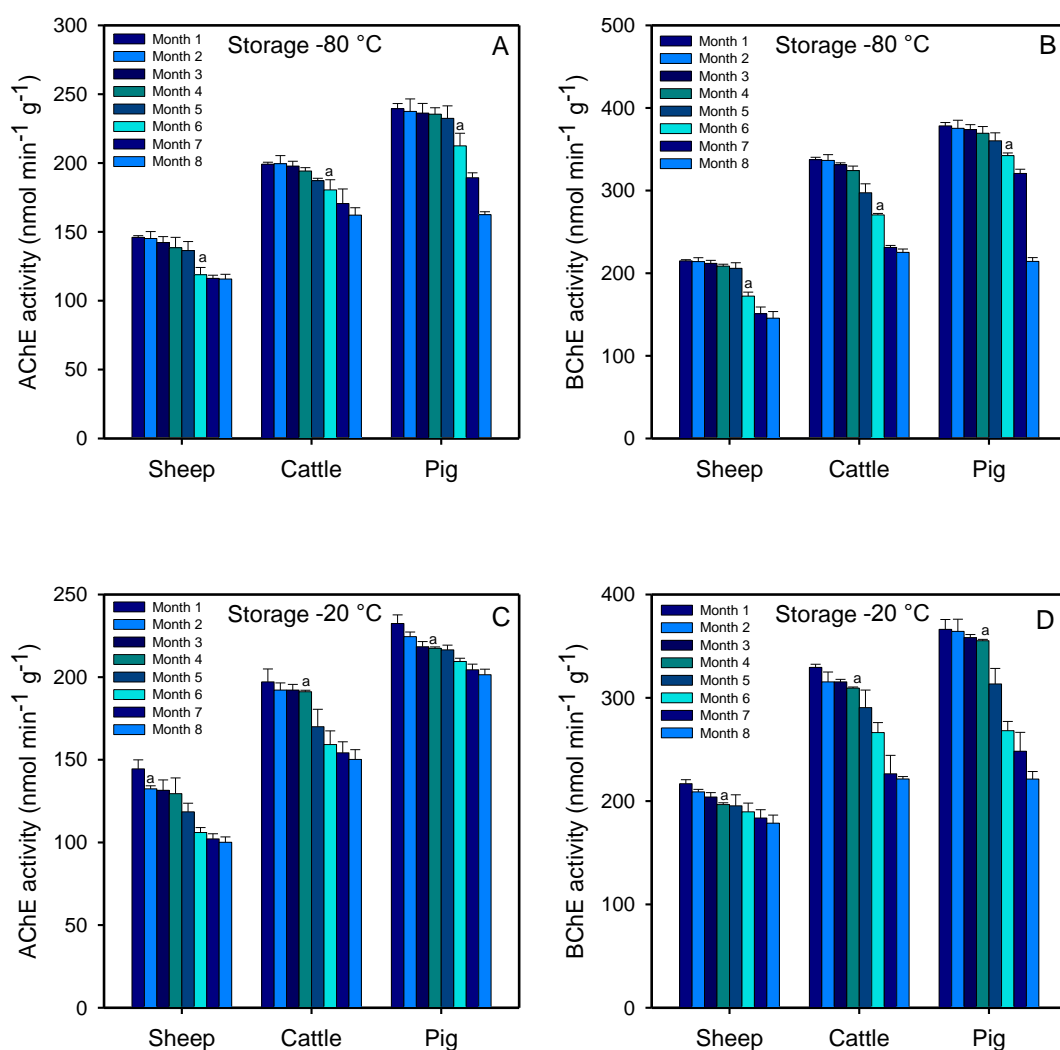 Storage -80 °C
A
AChE activity (nmol min⁻¹ g⁻¹)
300
250
200
150
100
50
0
Month 1
Month 2
Month 3
Month 4
Month 5
Month 6
Month 7
Month 8
a
a
a
Sheep
Cattle
Pig
Storage -80 °C
B
BChE activity (nmol min⁻¹ g⁻¹)
500
400
300
200
100
0
Month 1
Month 2
Month 3
Month 4
Month 5
Month 6
Month 7
Month 8
a
a
a
Sheep
Cattle
Pig
Storage -20 °C
C
AChE activity (nmol min⁻¹ g⁻¹)
250
200
150
100
50
0
Month 1
Month 2
Month 3
Month 4
Month 5
Month 6
Month 7
Month 8
a
a
a
Sheep
Cattle
Pig
Storage -20 °C
D
BChE activity (nmol min⁻¹ g⁻¹)
400
300
200
100
0
Month 1
Month 2
Month 3
Month 4
Month 5
Month 6
Month 7
Month 8
a
a
a
Sheep
Cattle
Pig